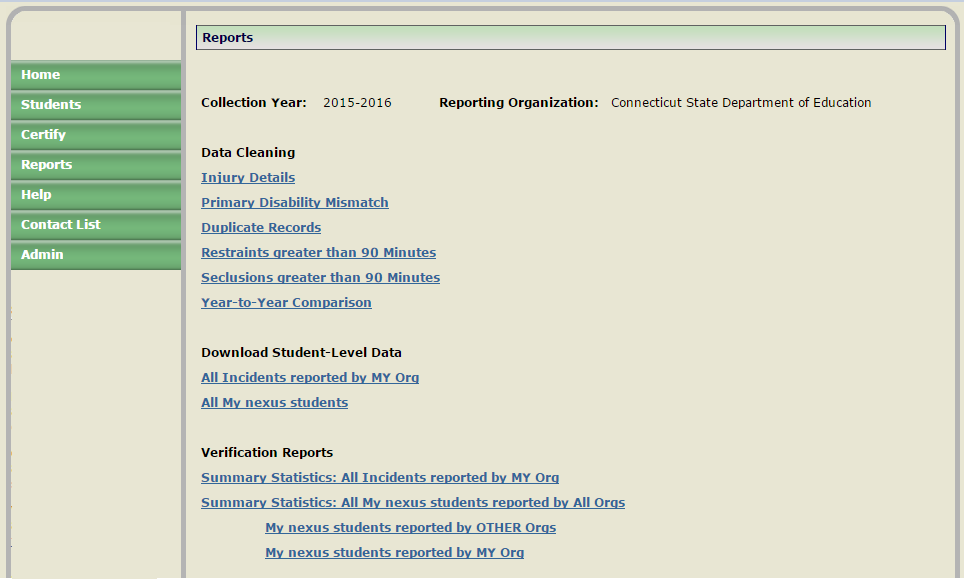 Reports
Home
Students
Certify
Reports
Help
Contact List
Admin
Collection Year: 2015-2016 Reporting Organization: Connecticut State Department of Education
Data Cleaning
Injury Details
Primary Disability Mismatch
Duplicate Records
Restraints greater than 90 Minutes
Seclusions greater than 90 Minutes
Year-to-Year Comparison
Download Student-Level Data
All Incidents reported by MY Org
All My nexus students
Verification Reports
Summary Statistics: All Incidents reported by MY Org
Summary Statistics: All My nexus students reported by All Orgs
My nexus students reported by OTHER Orgs
My nexus students reported by MY Org